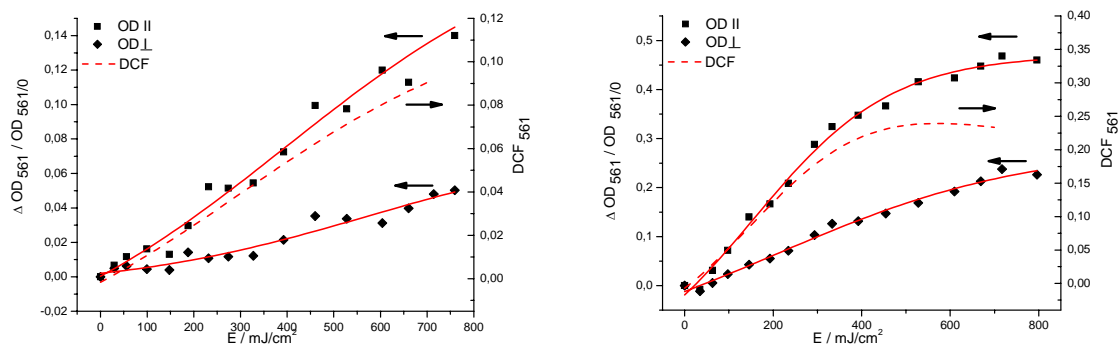 OD II
OD⊥
DCF
Δ OD 561 / OD 561/0
0,14
0,12
0,10
0,08
0,06
0,04
0,02
0,00
-0,02
0,12
0,10
0,08
0,06
0,04
0,02
0,00
DCF 561
0 100 200 300 400 500 600 700 800
E / mJ/cm²
OD II
OD⊥
DCF
Δ OD 561 / OD 561/0
0,5
0,4
0,3
0,2
0,1
0,0
0,40
0,35
0,30
0,25
0,20
0,15
0,10
0,05
0,00
DCF 561
0 200 400 600 800
E / mJ/cm²